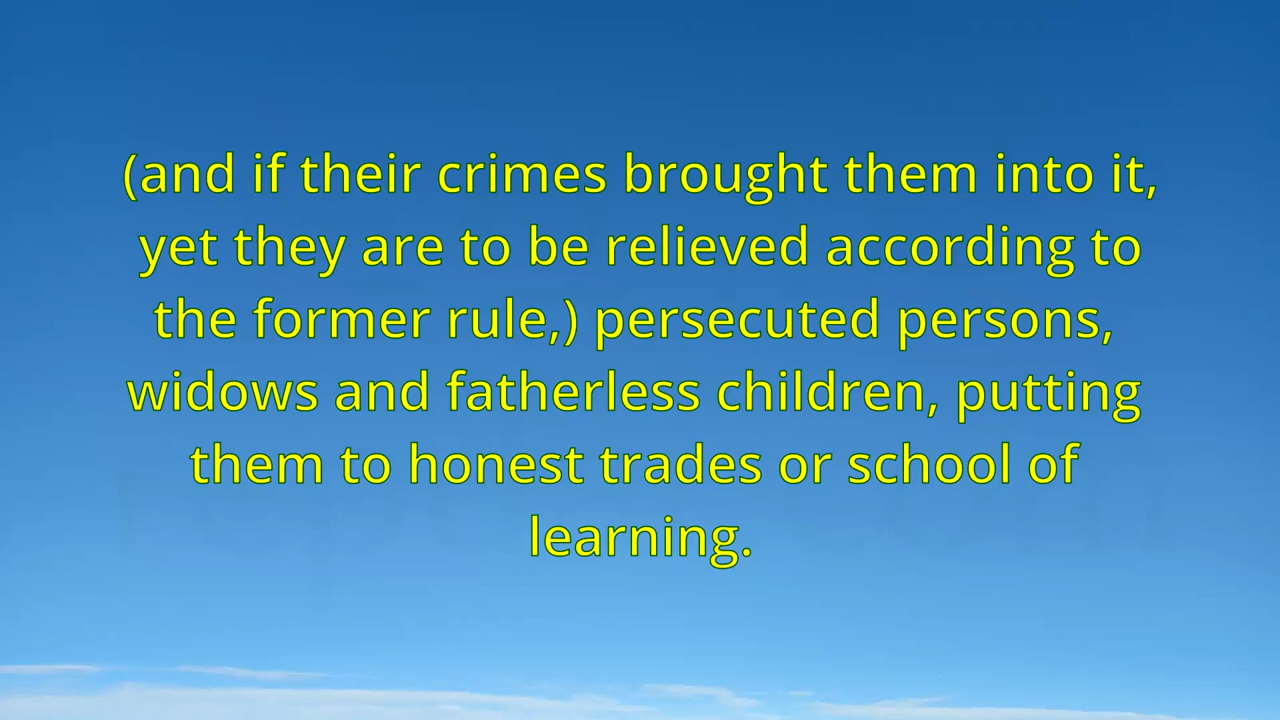 (and if their crimes brought them into it,
yet they are to be relieved according to
the former rule,) persecuted persons,
widows and fatherless children, putting
them to honest trades or school of
learning.